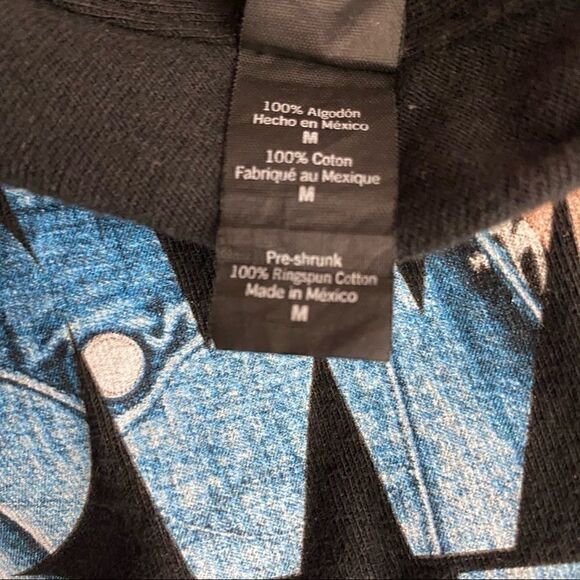 100% Algodón
Hecho en México
M
100% Coton
Fabriqué au Mexique
M
Pre-shrunk
100% Ringspun Cotton
Made in México
M